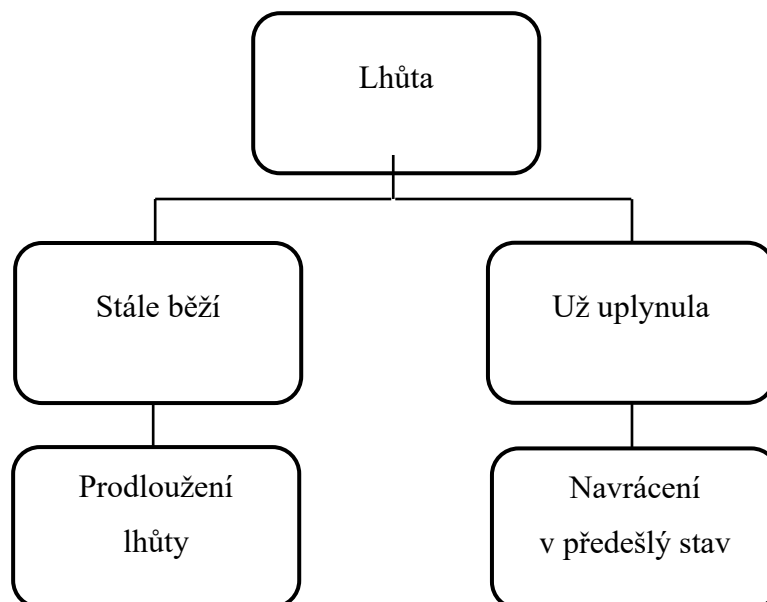 Lhůta
Stále běží
Už uplynula
Prodloužení
lhůty
Navrácení
v předešlý stav